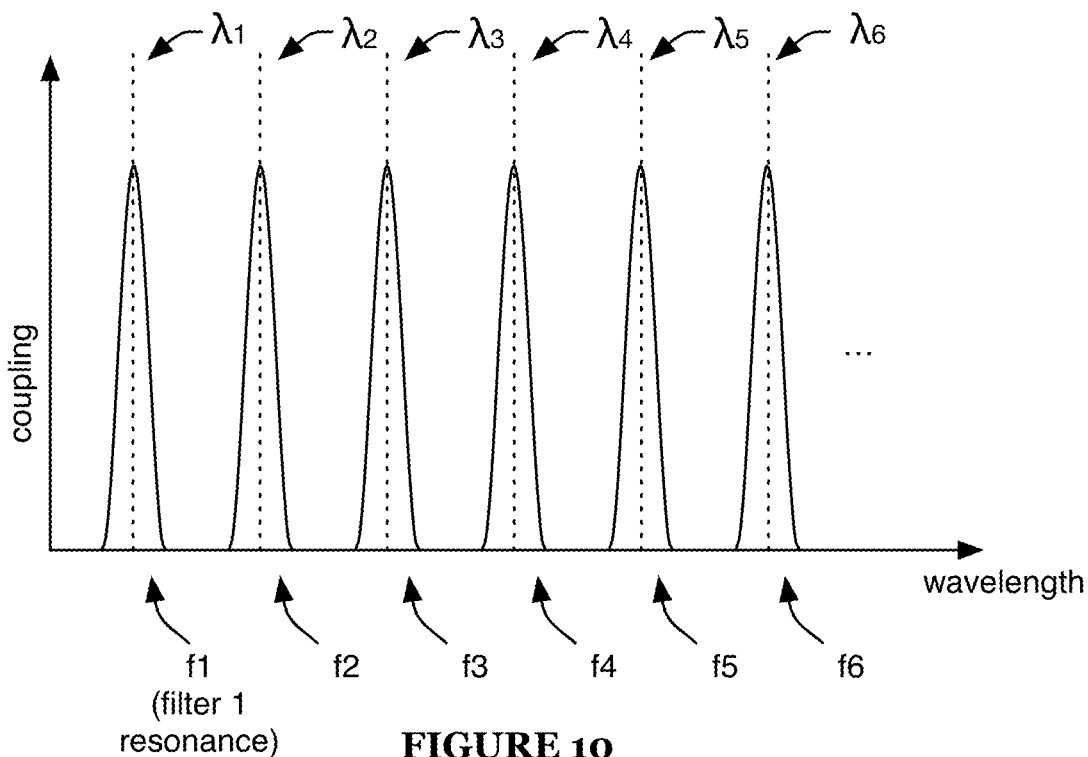 λ1 λ2 λ3 λ4 λ5 λ6
coupling
...
wavelength
f1 f2 f3 f4 f5 f6
(filter 1
resonance)
FIGURE 10